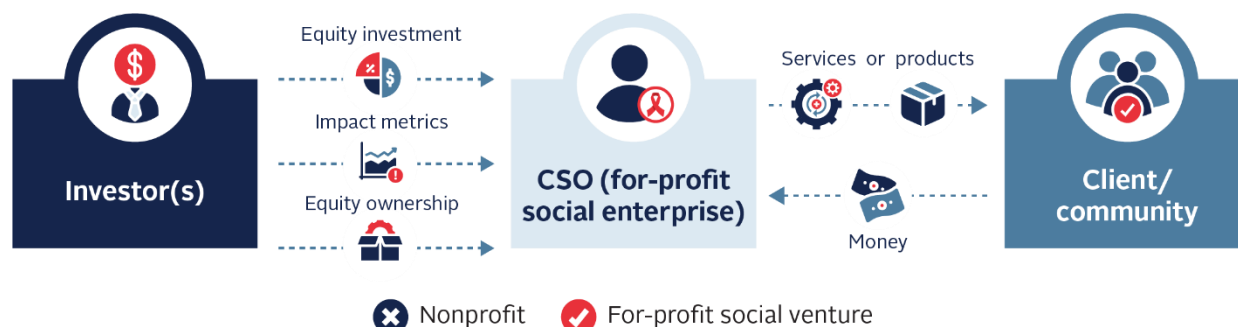 Investor(s)
Equity investment
Impact metrics
Equity ownership
CSO (for-profit
social enterprise)
Services or products
Money
Client/
community
Nonprofit
For-profit social venture